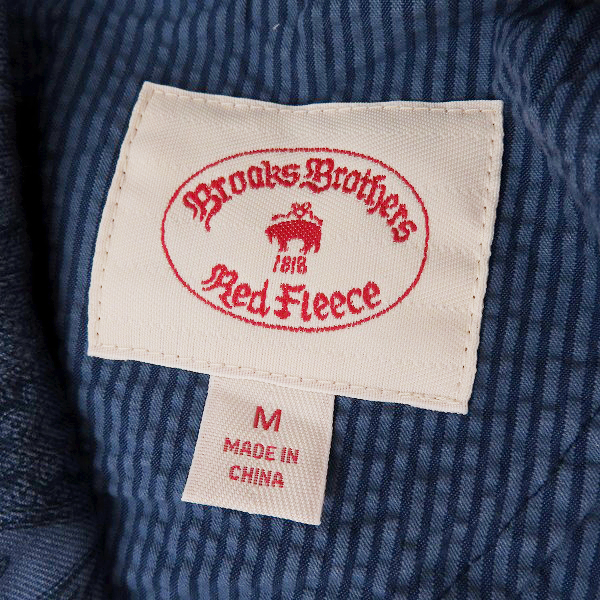 Brooks Brothers
1818
Red Fleece
M
MADE IN
CHINA